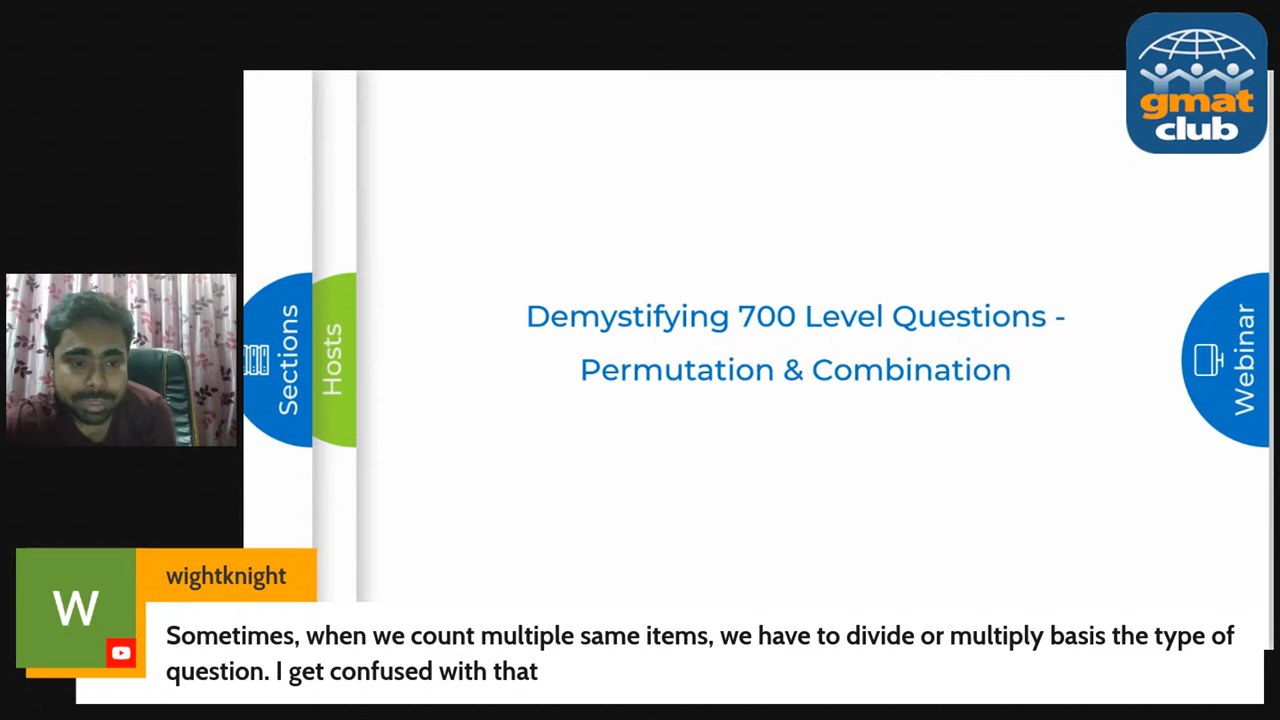 gmat
club
Sections
Hosts
Demystifying 700 Level Questions -
Permutation & Combination
Webinar
W
wightknight
Sometimes, when we count multiple same items, we have to divide or multiply basis the type of
question. I get confused with that